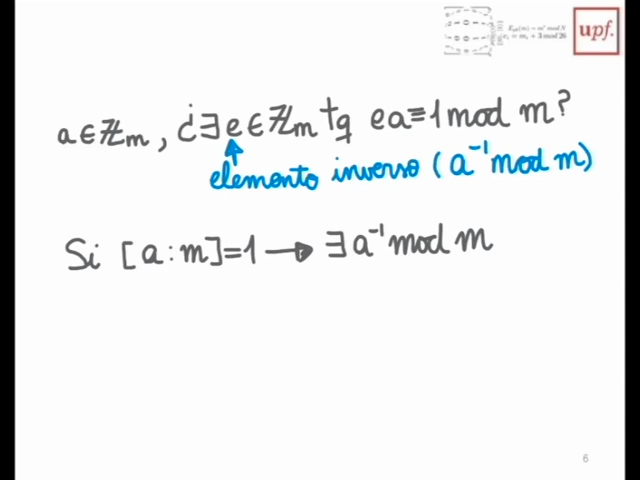 upf.
a ∈ ℤm, ¿∃ e ∈ ℤm tq ea ≡ 1 mod m?
elemento inverso (a⁻¹ mod m)
Si [a:m]=1 → ∃ a⁻¹ mod m
6